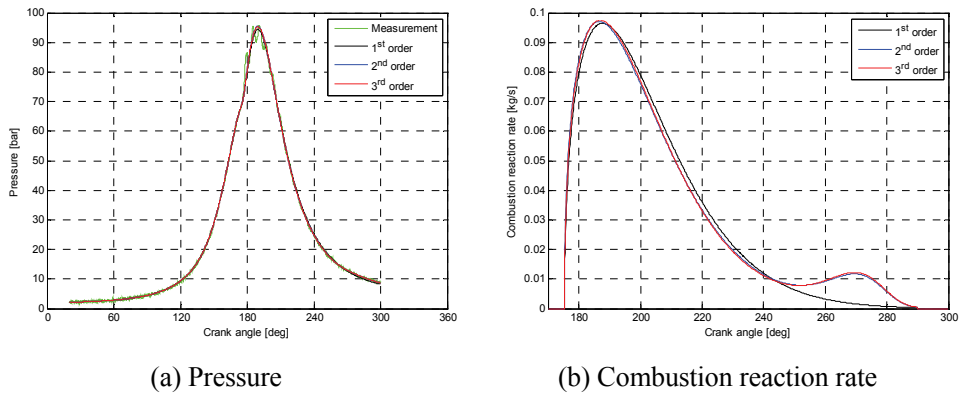 100
90
80
70
60
50
40
30
20
10
0
Pressure [bar]
0 60 120 180 240 300 360
Crank angle [deg]
Measurement
1st order
2nd order
3rd order
(a) Pressure
0.1
0.09
0.08
0.07
0.06
0.05
0.04
0.03
0.02
0.01
0
Combustion reaction rate [kg/s]
180 200 220 240 260 280 300
Crank angle [deg]
1st order
2nd order
3rd order
(b) Combustion reaction rate